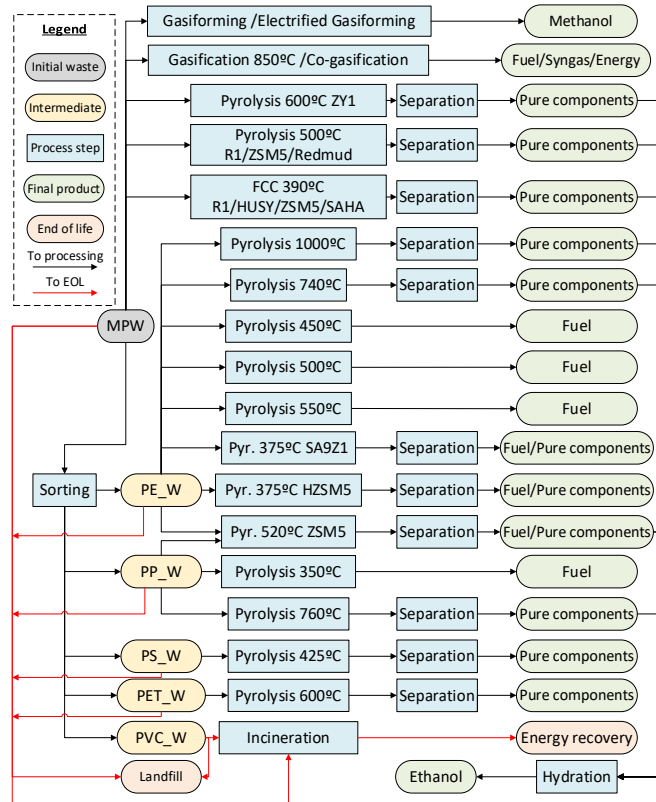 Legend
Initial waste
Intermediate
Process step
Final product
End of life
To processing
To EOL
Gasiforming /Electrified Gasiforming
Methanol
Gasification 850ºC /Co-gasification
Fuel/Syngas/Energy
Pyrolysis 600ºC ZY1
Separation
Pure components
Pyrolysis 500ºC
R1/ZSM5/Redmud
Separation
Pure components
FCC 390ºC
R1/HUSY/ZSM5/SAHA
Separation
Pure components
Pyrolysis 1000ºC
Separation
Pure components
Pyrolysis 740ºC
Separation
Pure components
MPW
Pyrolysis 450ºC
Fuel
Pyrolysis 500ºC
Fuel
Pyrolysis 550ºC
Fuel
Pyr. 375ºC SA9Z1
Separation
Fuel/Pure components
Sorting
PE_W
Pyr. 375ºC HZSM5
Separation
Fuel/Pure components
Pyr. 520ºC ZSM5
Separation
Fuel/Pure components
PP_W
Pyrolysis 350ºC
Fuel
Pyrolysis 760ºC
Separation
Pure components
PS_W
Pyrolysis 425ºC
Separation
Pure components
PET_W
Pyrolysis 600ºC
Separation
Pure components
PVC_W
Incineration
Energy recovery
Landfill
Ethanol
Hydration